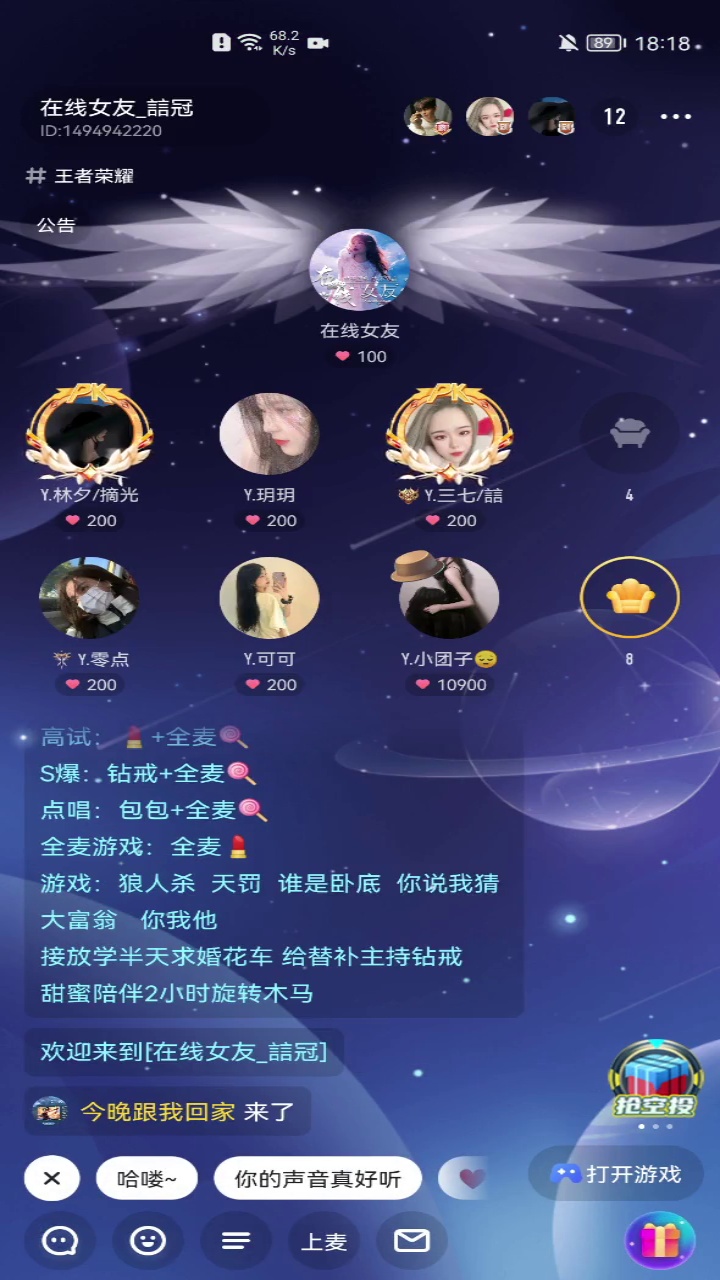 68.2
K/s
89
18:18
在线女友_囍冠
ID:1494942220
12
# 王者荣耀
公告
在线女友
在线女友
100
PK
PK
Y.林夕/摘光
Y.玥玥
Y.三七/囍
4
200
200
200
Y.零点
Y.可可
Y.小团子😔
8
200
200
10900
高试：💄+全麦🍭
S爆：钻戒+全麦🍭
点唱：包包+全麦🍭
全麦游戏：全麦💄
游戏：狼人杀 天罚 谁是卧底 你说我猜
大富翁 你我他
接放学半天求婚花车 给替补主持钻戒
甜蜜陪伴2小时旋转木马
欢迎来到[在线女友_囍冠]
今晚跟我回家 来了
抢空投
哈喽~
你的声音真好听
打开游戏
上麦